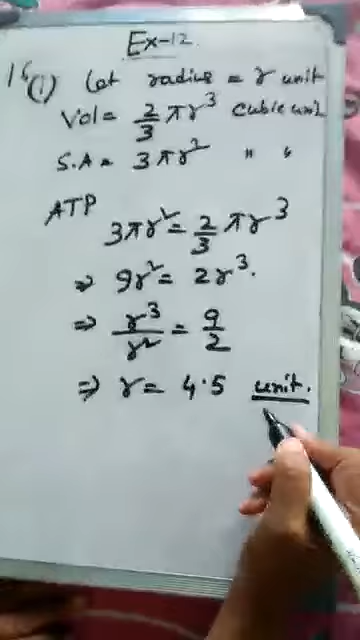 Ex-12
16 (i) Let radius = r unit
Vol = 2/3 πr³ cubic unit
S.A = 3πr² " "
ATP
3πr² = 2/3 πr³
⇒ 9r² = 2r³.
⇒ r³/r² = 9/2
⇒ r = 4.5 unit.